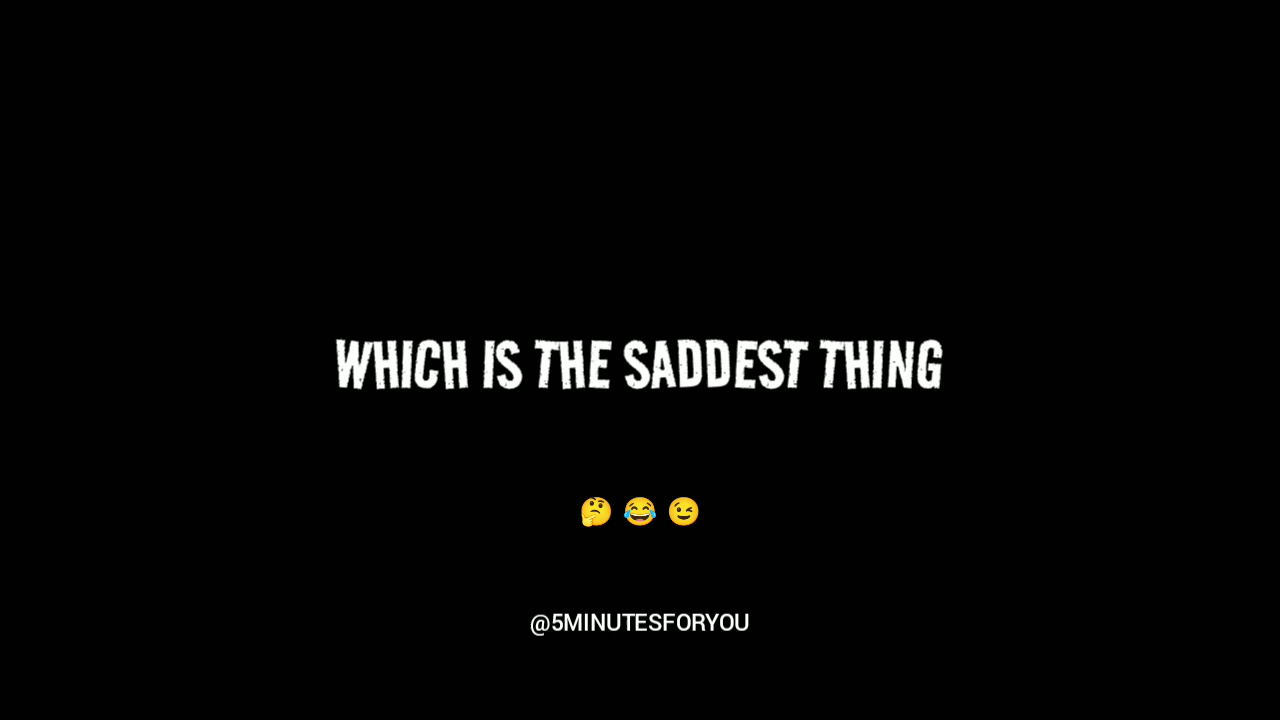 WHICH IS THE SADDEST THING
🤔 😂 😉
@5MINUTESFORYOU